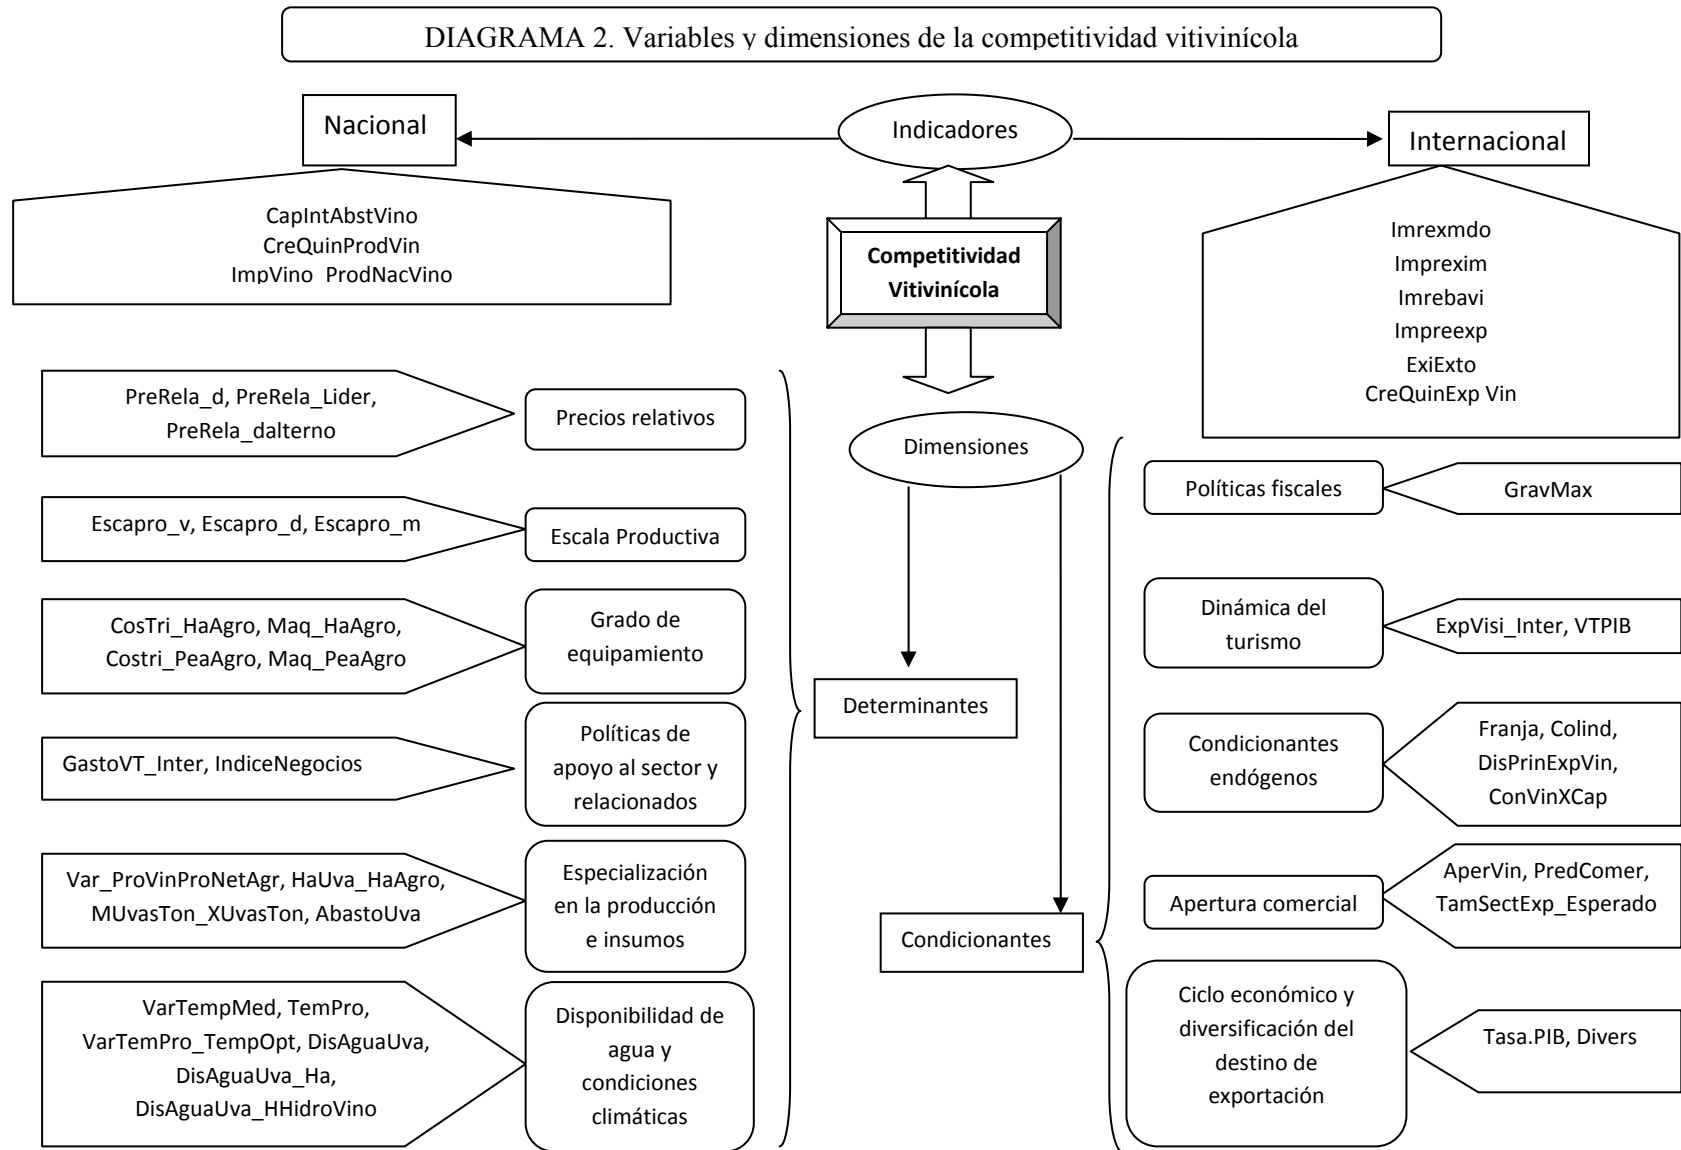 DIAGRAMA 2. Variables y dimensiones de la competitividad vitivinícola
Nacional
Indicadores
Internacional
CapIntAbstVino
CreQuinProdVin
ImpVino_ProdNacVino
Competitividad
Vitivinícola
Imrexmdo
Imprexim
Imrebavi
Impreexp
ExiExto
CreQuinExp Vin
PreRela_d, PreRela_Lider,
PreRela_dalterno
Precios relativos
Escapro_v, Escapro_d, Escapro_m
Escala Productiva
CosTri_HaAgro, Maq_HaAgro,
Costri_PeaAgro, Maq_PeaAgro
Grado de
equipamiento
GastoVT_Inter, IndiceNegocios
Políticas de
apoyo al sector y
relacionados
Var_ProVinProNetAgr, HaUva_HaAgro,
MUvasTon_XUvasTon, AbastoUva
Especialización
en la producción
e insumos
VarTempMed, TemPro,
VarTemPro_TempOpt, DisAguaUva,
DisAguaUva_Ha,
DisAguaUva_HHidroVino
Disponibilidad de
agua y
condiciones
climáticas
Dimensiones
Determinantes
Condicionantes
Políticas fiscales
GravMax
Dinámica del
turismo
ExpVisi_Inter, VTPIB
Condicionantes
endógenos
Franja, Colind,
DisPrinExpVin,
ConVinXCap
Apertura comercial
AperVin, PredComer,
TamSectExp_Esperado
Ciclo económico y
diversificación del
destino de
exportación
Tasa.PIB, Divers